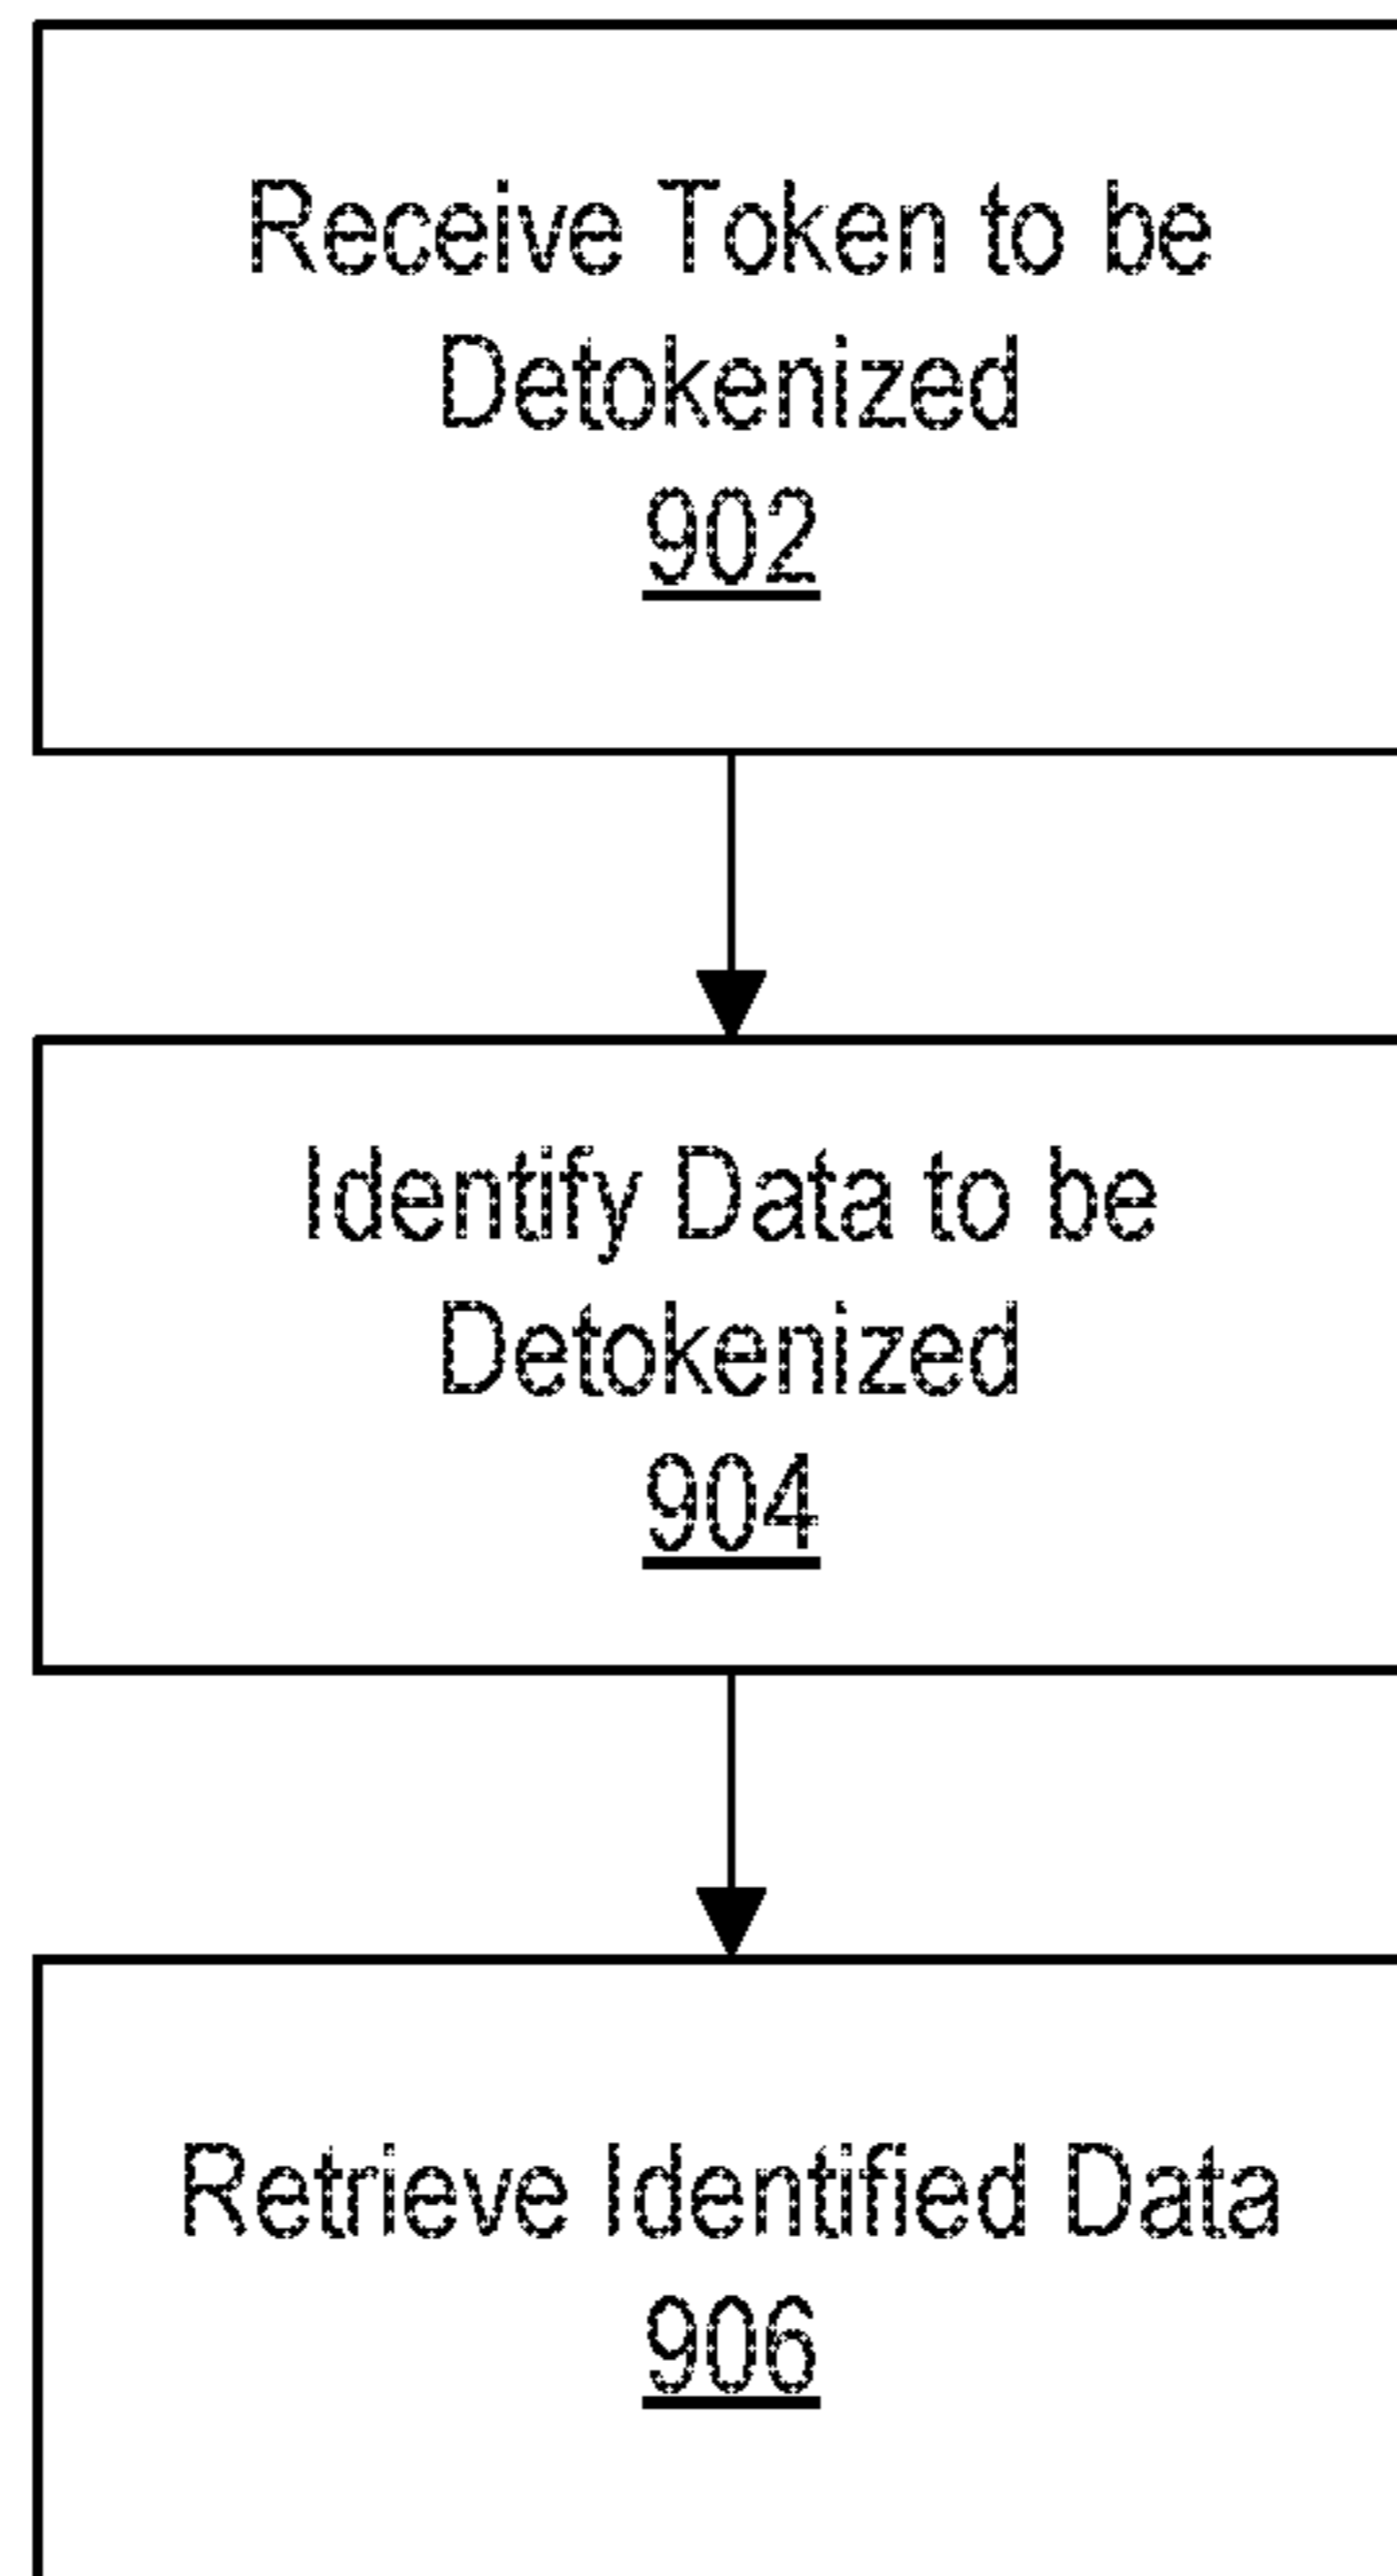 Receive Token to be
Detokenized
902
Identify Data to be
Detokenized
904
Retrieve Identified Data
906